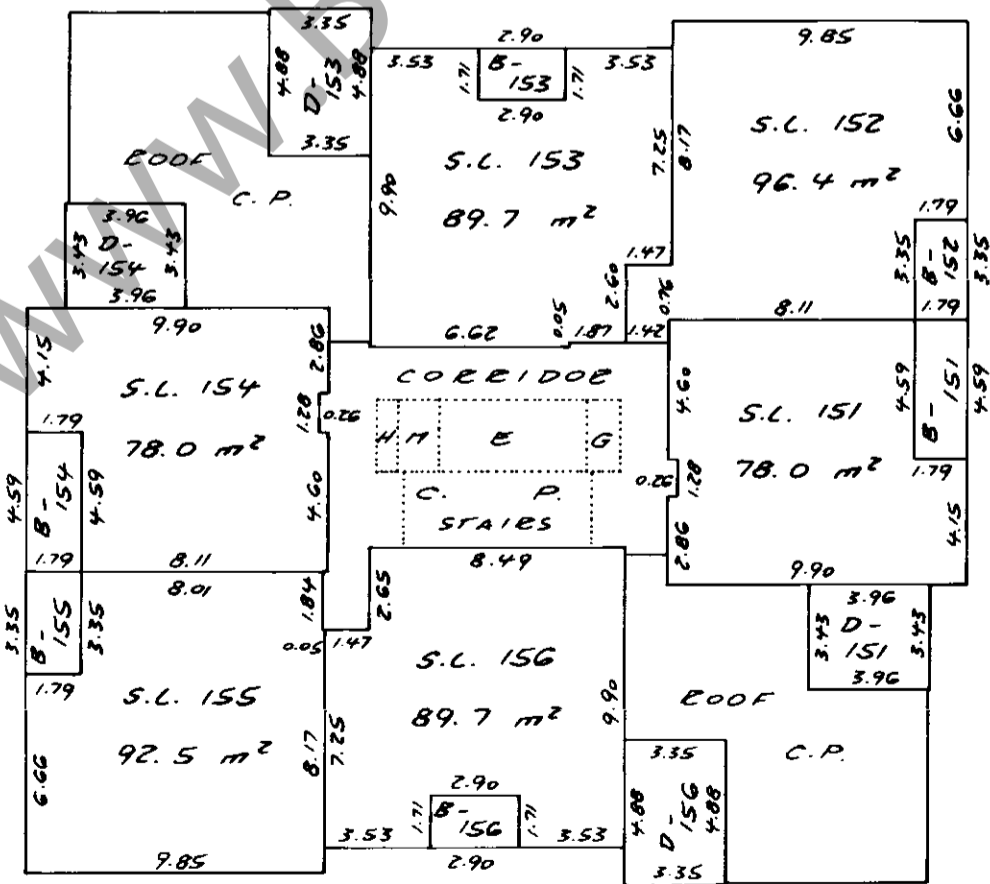 www.b
3.35
4.88
D-
153
4.88
3.35
ROOF
C. P.
3.96
3.43
D-
154
3.43
3.96
2.90
3.53
1.71
B-
153
1.71
3.53
2.90
S.L. 153
89.7 m²
9.90
7.25
1.47
2.60
6.62
0.05
1.87
9.85
S.L. 152
96.4 m²
8.17
6.66
1.79
3.35
B-
152
3.35
1.79
8.11
0.76
1.42
9.90
4.15
S.L. 154
78.0 m²
2.86
1.28
0.26
1.79
4.59
B-
154
4.59
4.60
1.79
8.11
CORRIDOR
H M E G
C. P.
STAIRS
4.60
S.L. 151
78.0 m²
4.59
B-
151
4.59
1.79
0.26
1.28
2.86
4.15
9.90
8.01
1.84
0.05
3.35
B-
155
3.35
1.79
S.L. 155
92.5 m²
6.66
8.17
9.85
8.49
2.65
1.47
S.L. 156
89.7 m²
7.25
9.90
2.90
3.53
1.71
B-
156
1.71
3.53
2.90
3.96
3.43
D-
151
3.43
3.96
ROOF
C.P.
3.35
4.88
D-
156
4.88
3.35